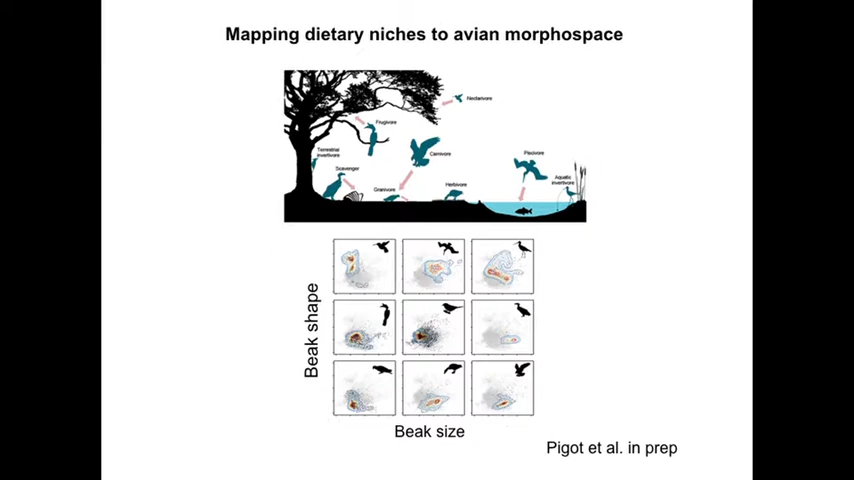 Mapping dietary niches to avian morphospace
Nectarivore
Frugivore
Terrestrial
invertivore
Carnivore
Piscivore
Scavenger
Aquatic
invertivore
Granivore
Herbivore
Beak shape
Beak size
Pigot et al. in prep